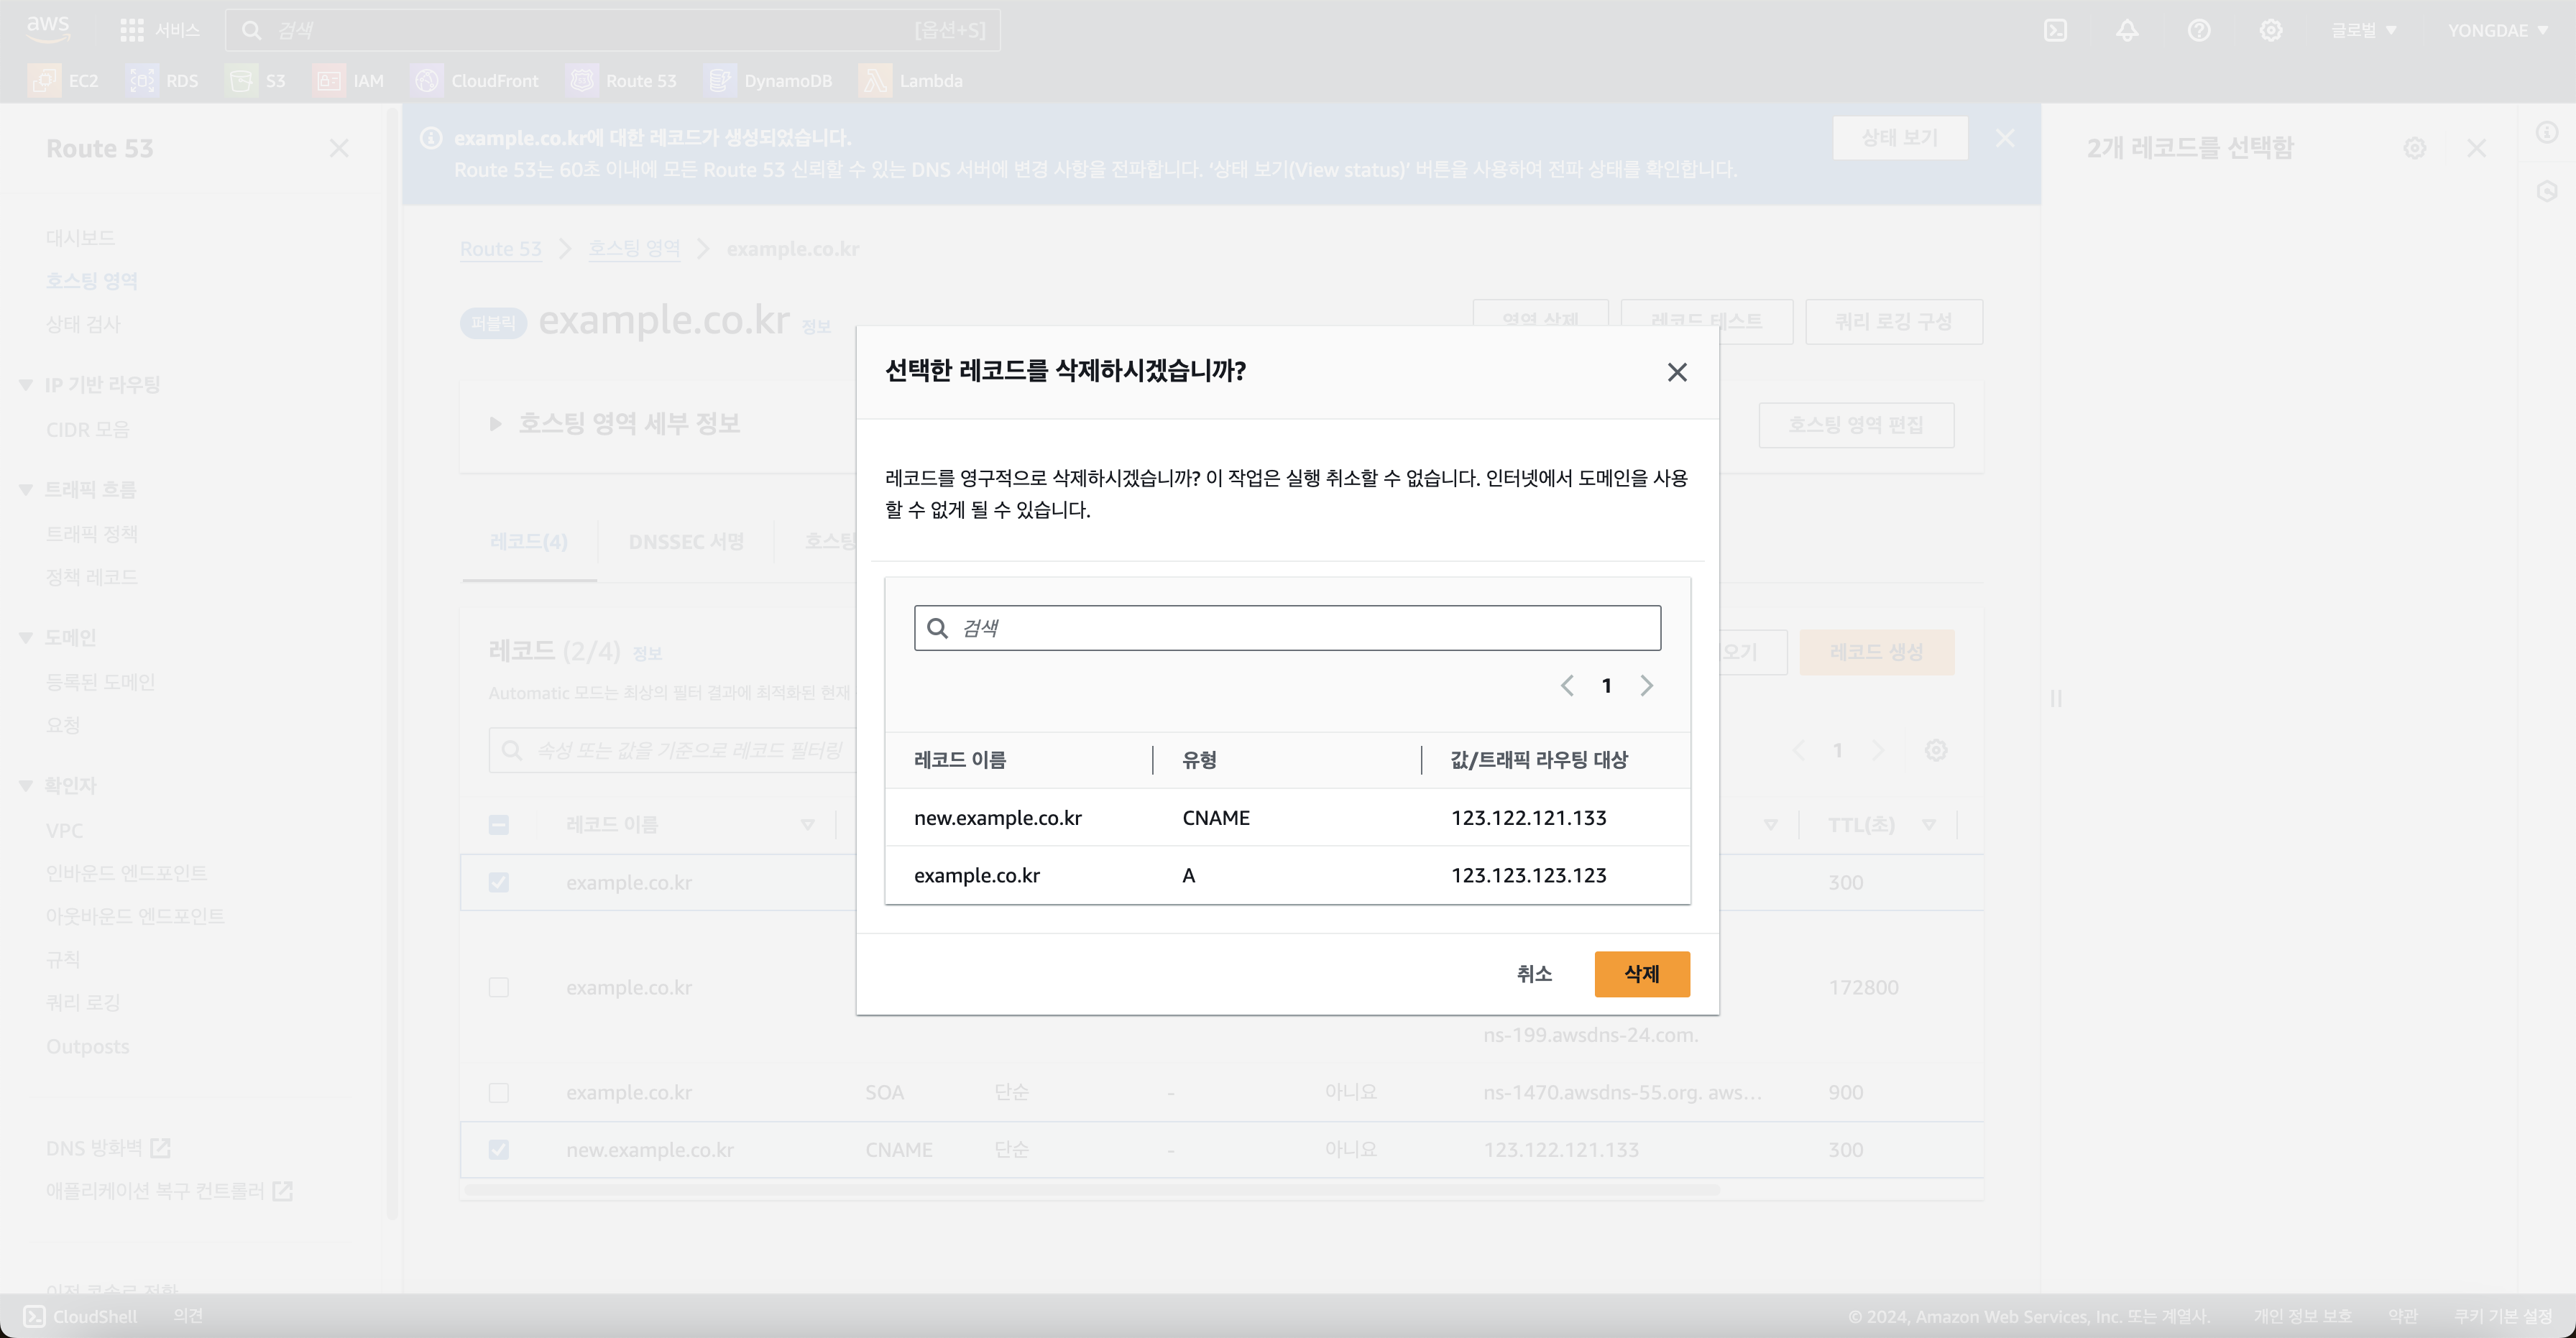 aws
서비스
검색
[옵션+S]
글로벌
YONGDAE
EC2
RDS
S3
IAM
CloudFront
Route 53
DynamoDB
Lambda
Route 53
대시보드
호스팅 영역
상태 검사
IP 기반 라우팅
CIDR 모음
트래픽 흐름
트래픽 정책
정책 레코드
도메인
등록된 도메인
요청
확인자
VPC
인바운드 엔드포인트
아웃바운드 엔드포인트
규칙
쿼리 로깅
Outposts
DNS 방화벽
애플리케이션 복구 컨트롤러
이전 콘솔로 전환
example.co.kr에 대한 레코드가 생성되었습니다.
Route 53는 60초 이내에 모든 Route 53 신뢰할 수 있는 DNS 서버에 변경 사항을 전파합니다. '상태 보기(View status)' 버튼을 사용하여 전파 상태를 확인합니다.
상태 보기
Route 53
호스팅 영역
example.co.kr
퍼블릭
example.co.kr
정보
영역 삭제
레코드 테스트
쿼리 로깅 구성
호스팅 영역 세부 정보
호스팅 영역 편집
레코드(4)
DNSSEC 서명
호스팅
레코드 (2/4) 정보
Automatic 모드는 최상의 필터 결과에 최적화된 현재
오기
레코드 생성
속성 또는 값을 기준으로 레코드 필터링
1
레코드 이름
TTL(초)
example.co.kr
300
example.co.kr
172800
ns-199.awsdns-24.com.
example.co.kr SOA 단순 - 아니요 ns-1470.awsdns-55.org. aws... 900
new.example.co.kr CNAME 단순 - 아니요 123.122.121.133 300
선택한 레코드를 삭제하시겠습니까?
레코드를 영구적으로 삭제하시겠습니까? 이 작업은 실행 취소할 수 없습니다. 인터넷에서 도메인을 사용
할 수 없게 될 수 있습니다.
검색
1
레코드 이름 유형 값/트래픽 라우팅 대상
new.example.co.kr CNAME 123.122.121.133
example.co.kr A 123.123.123.123
취소
삭제
2개 레코드를 선택함
CloudShell
의견
© 2024, Amazon Web Services, Inc. 또는 계열사.
개인 정보 보호
약관
쿠키 기본 설정